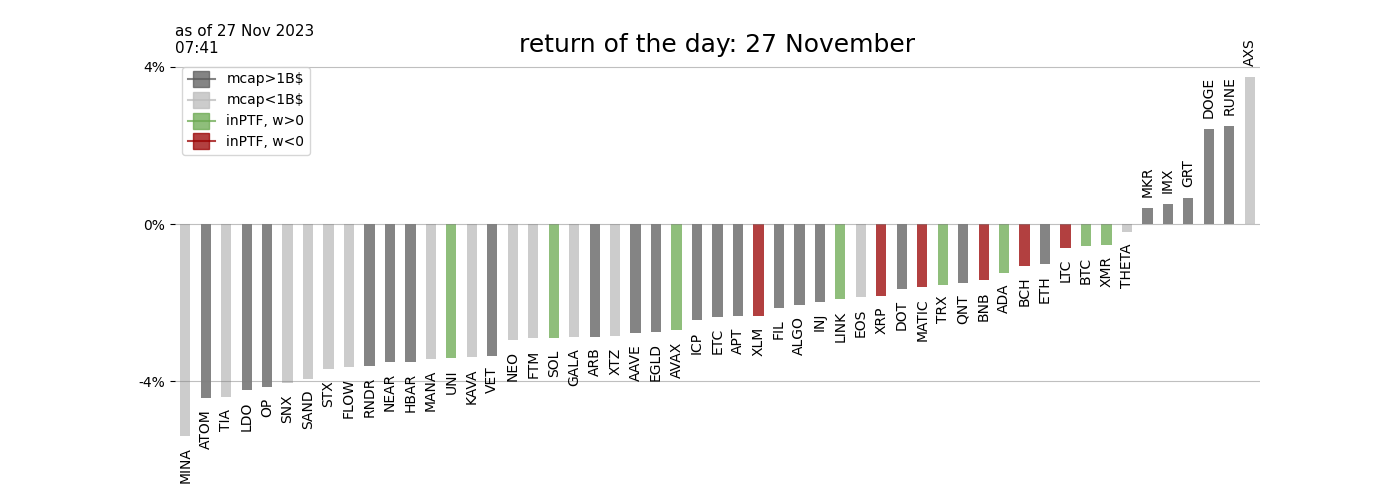 as of 27 Nov 2023
07:41
return of the day: 27 November
4%
0%
-4%
mcap>1B$
mcap<1B$
inPTF, w>0
inPTF, w<0
MINA
ATOM
TIA
LDO
OP
SNX
SAND
STX
FLOW
RNDR
NEAR
HBAR
MANA
UNI
KAVA
VET
NEO
FTM
SOL
GALA
ARB
XTZ
AAVE
EGLD
AVAX
ICP
ETC
APT
XLM
FIL
ALGO
INJ
LINK
EOS
XRP
DOT
MATIC
TRX
QNT
BNB
ADA
BCH
ETH
LTC
BTC
XMR
THETA
MKR
IMX
GRT
DOGE
RUNE
AXS